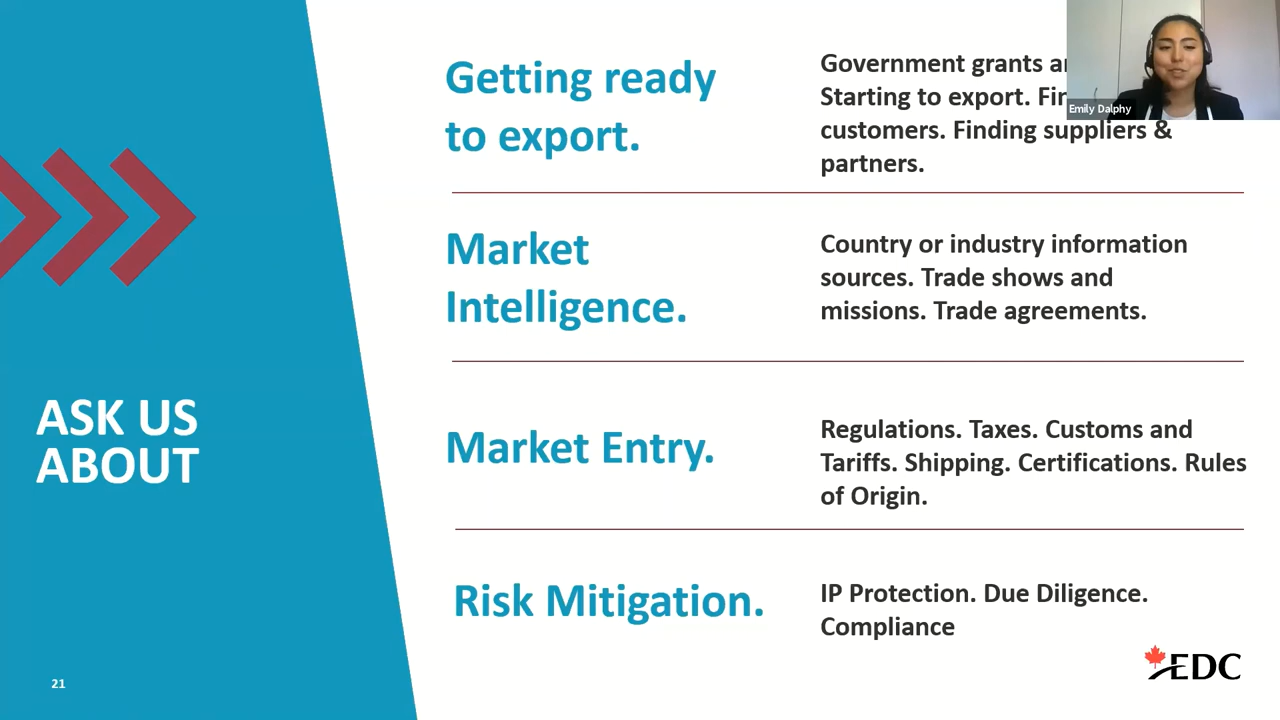 ASK US
ABOUT
21
Getting ready
to export.
Government grants
Starting to export.
customers. Finding suppliers &
partners.
Market
Intelligence.
Country or industry information
sources. Trade shows and
missions. Trade agreements.
Market Entry.
Regulations. Taxes. Customs and
Tariffs. Shipping. Certifications. Rules
of Origin.
Risk Mitigation.
IP Protection. Due Diligence.
Compliance
EDC
Emily Dalphy